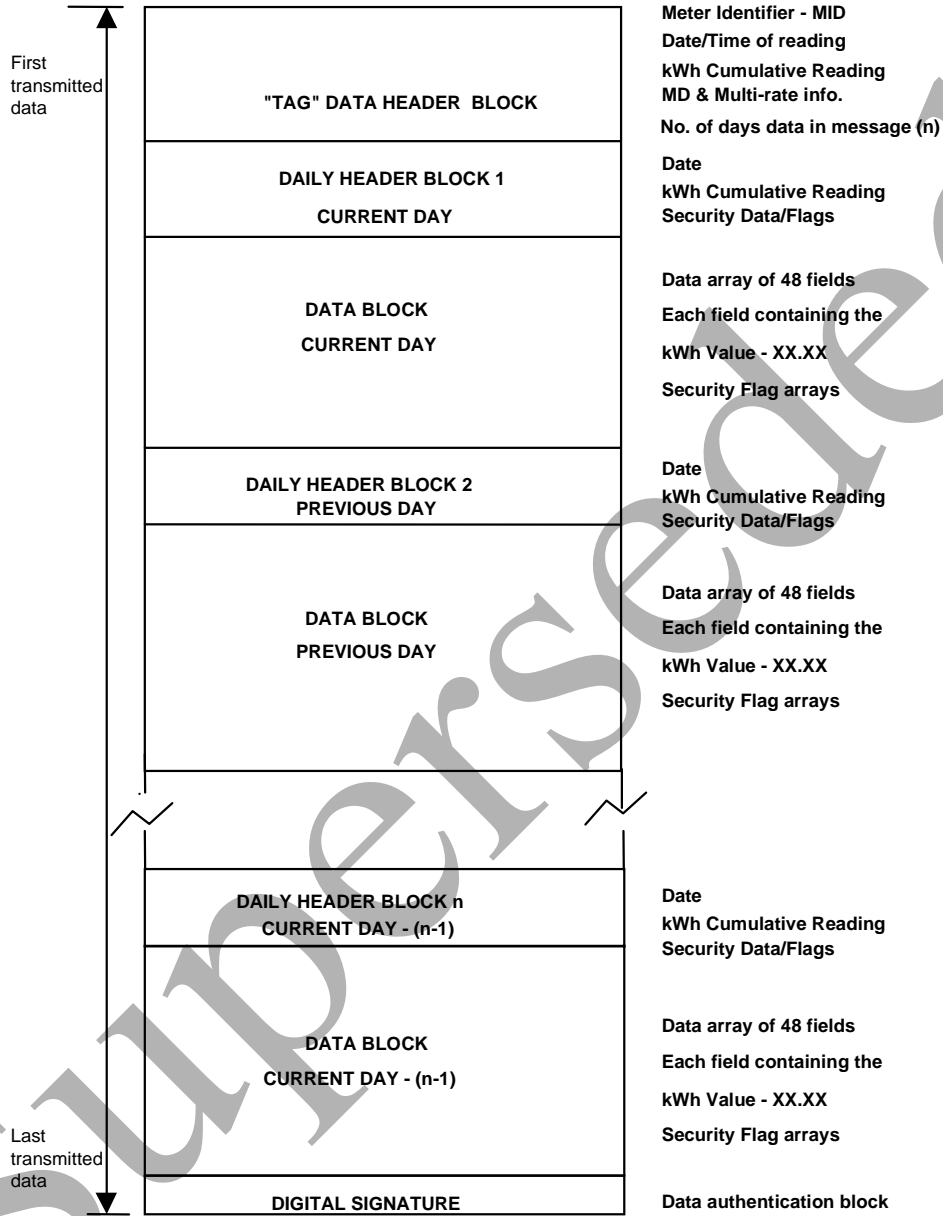 Meter Identifier - MID
Date/Time of reading
First
transmitted
data
kWh Cumulative Reading
"TAG" DATA HEADER BLOCK
MD & Multi-rate info.
No. of days data in message (n)
DAILY HEADER BLOCK 1
CURRENT DAY
Date
kWh Cumulative Reading
Security Data/Flags
DATA BLOCK
CURRENT DAY
Data array of 48 fields
Each field containing the
kWh Value - XX.XX
Security Flag arrays
DAILY HEADER BLOCK 2
PREVIOUS DAY
Date
kWh Cumulative Reading
Security Data/Flags
DATA BLOCK
PREVIOUS DAY
Data array of 48 fields
Each field containing the
kWh Value - XX.XX
Security Flag arrays
DAILY HEADER BLOCK n
CURRENT DAY - (n-1)
Date
kWh Cumulative Reading
Security Data/Flags
DATA BLOCK
CURRENT DAY - (n-1)
Data array of 48 fields
Each field containing the
kWh Value - XX.XX
Security Flag arrays
Last
transmitted
data
DIGITAL SIGNATURE
Data authentication block
Superseded